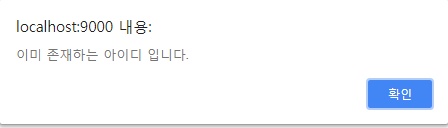 localhost:9000 내용:
이미 존재하는 아이디 입니다.
확인